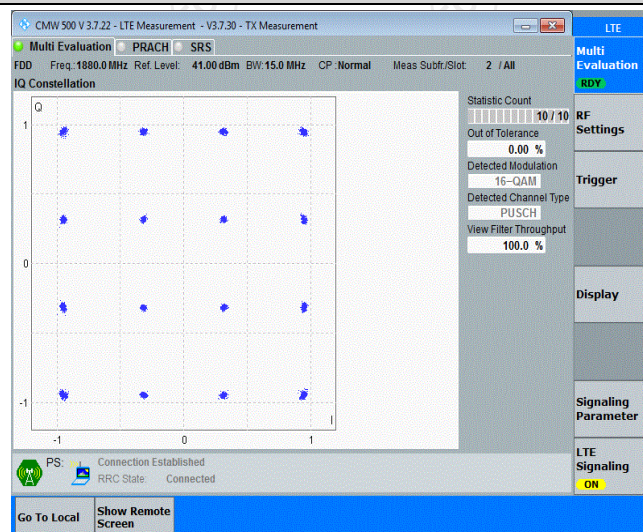 CMW 500 V 3.7.22 - LTE Measurement - V3.7.30 - TX Measurement
LTE
Multi Evaluation PRACH SRS
Multi
Evaluation
RDY
FDD Freq.:1880.0 MHz Ref. Level: 41.00 dBm BW:15.0 MHz CP :Normal Meas Subfr./Slot: 2 / All
IQ Constellation
Q
1
0
-1
-1 0 1
I
Statistic Count
10 / 10
Out of Tolerance
0.00 %
Detected Modulation
16-QAM
Detected Channel Type
PUSCH
View Filter Throughput
100.0 %
RF
Settings
Trigger
Display
Signaling
Parameter
LTE
Signaling
ON
PS: Connection Established
RRC State: Connected
Go To Local
Show Remote
Screen